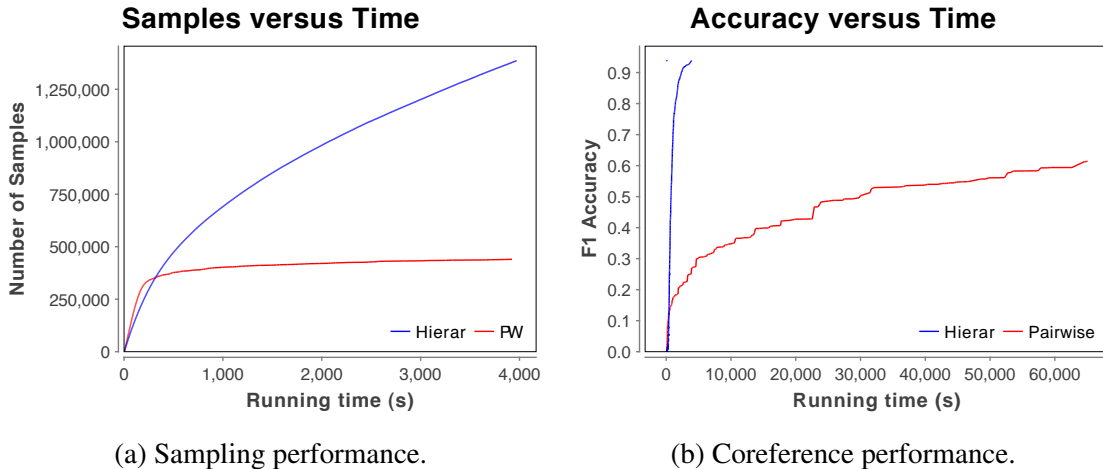 Samples versus Time
Number of Samples
1,250,000
1,000,000
750,000
500,000
250,000
0
Hierar PW
0 1,000 2,000 3,000 4,000
Running time (s)
(a) Sampling performance.
Accuracy versus Time
F1 Accuracy
0.9
0.8
0.7
0.6
0.5
0.4
0.3
0.2
0.1
0.0
Hierar Pairwise
0 10,000 20,000 30,000 40,000 50,000 60,000
Running time (s)
(b) Coreference performance.